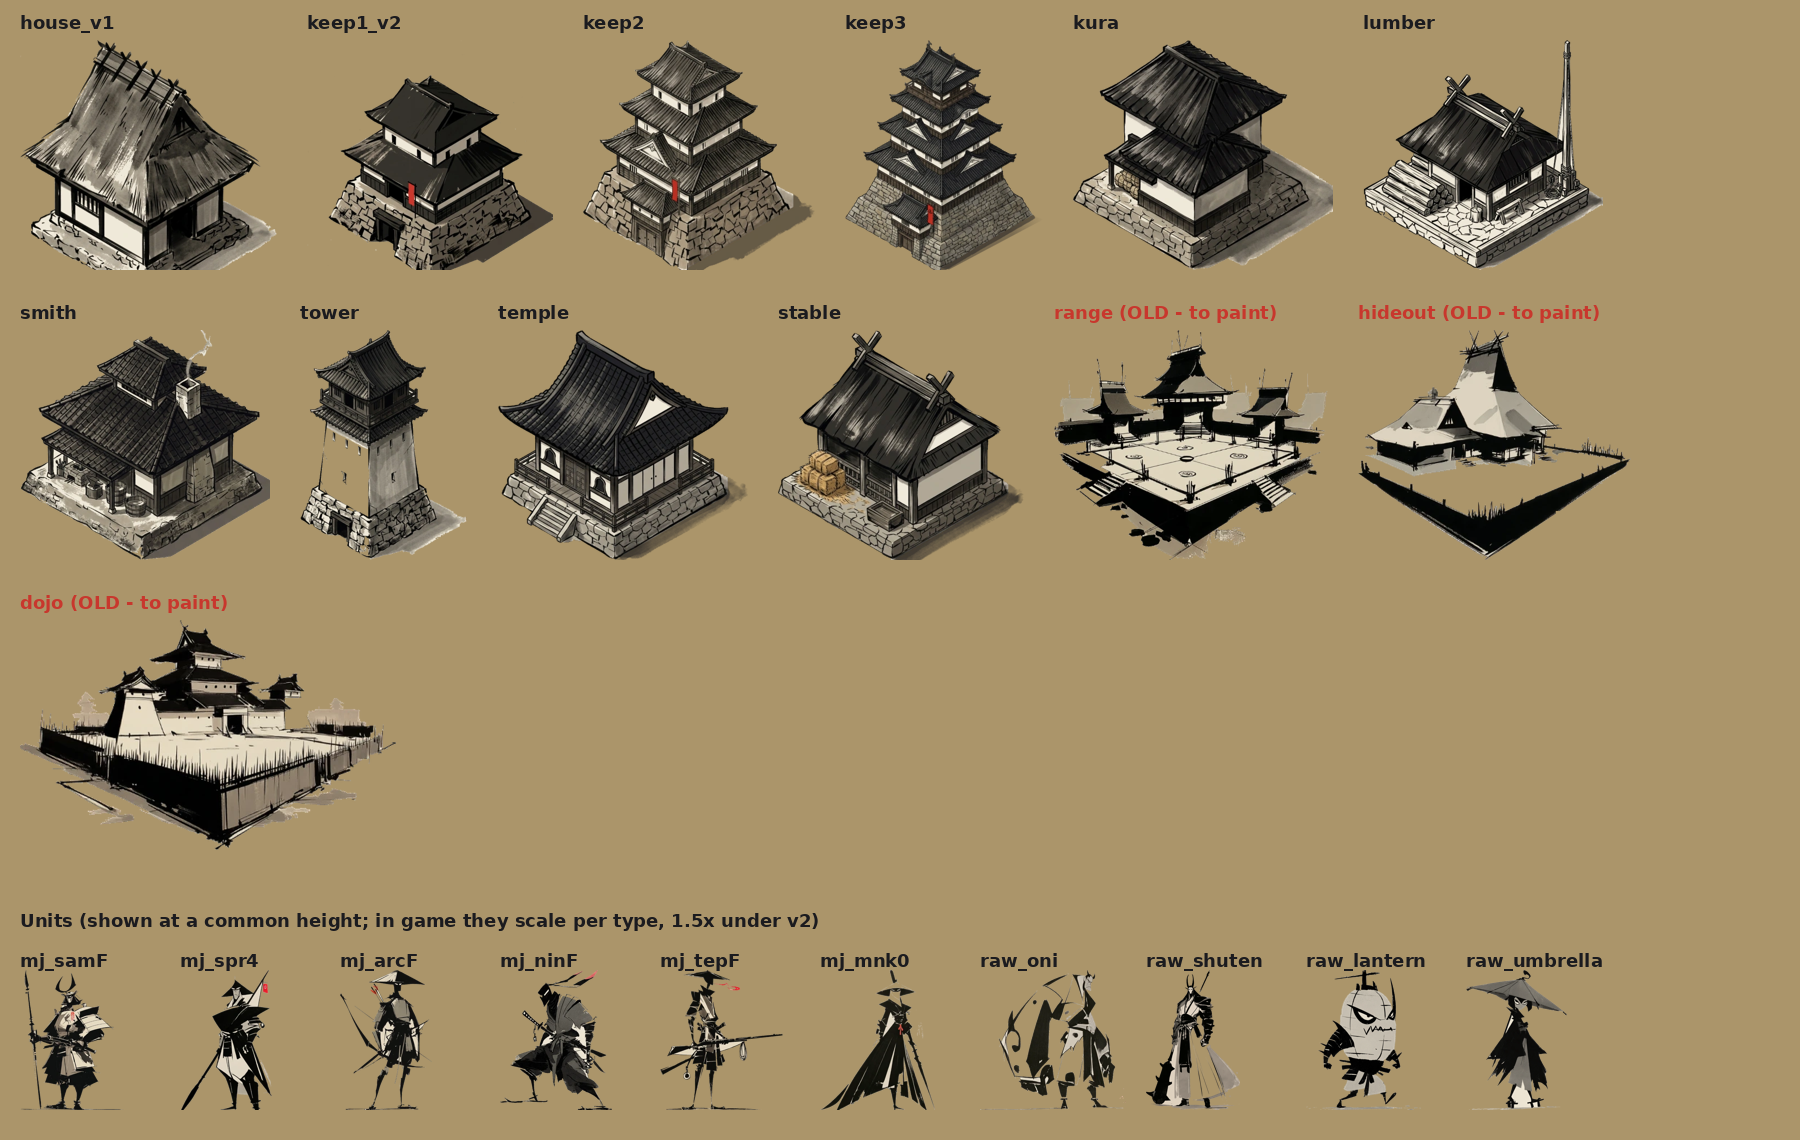 house_v1
keep1_v2
keep2
keep3
kura
lumber
smith
tower
temple
stable
range (OLD - to paint)
hideout (OLD - to paint)
dojo (OLD - to paint)
Units (shown at a common height; in game they scale per type, 1.5x under v2)
mj_samF
mj_spr4
mj_arcF
mj_ninF
mj_tepF
mj_mnk0
raw_oni
raw_shuten
raw_lantern
raw_umbrella